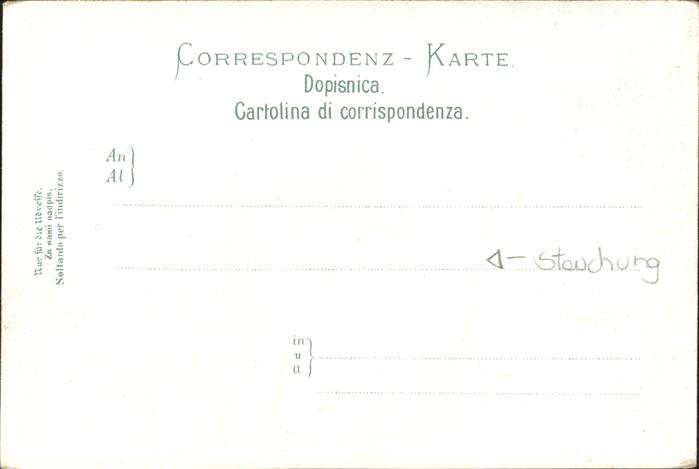 CORRESPONDENZ - KARTE.
Dopisnica.
Cartolina di corrispondenza.
An
Al
Stauchung
in
u
a
Nur für die Adresse.
Za sami nadpis.
Soltanto per l'indirizzo.